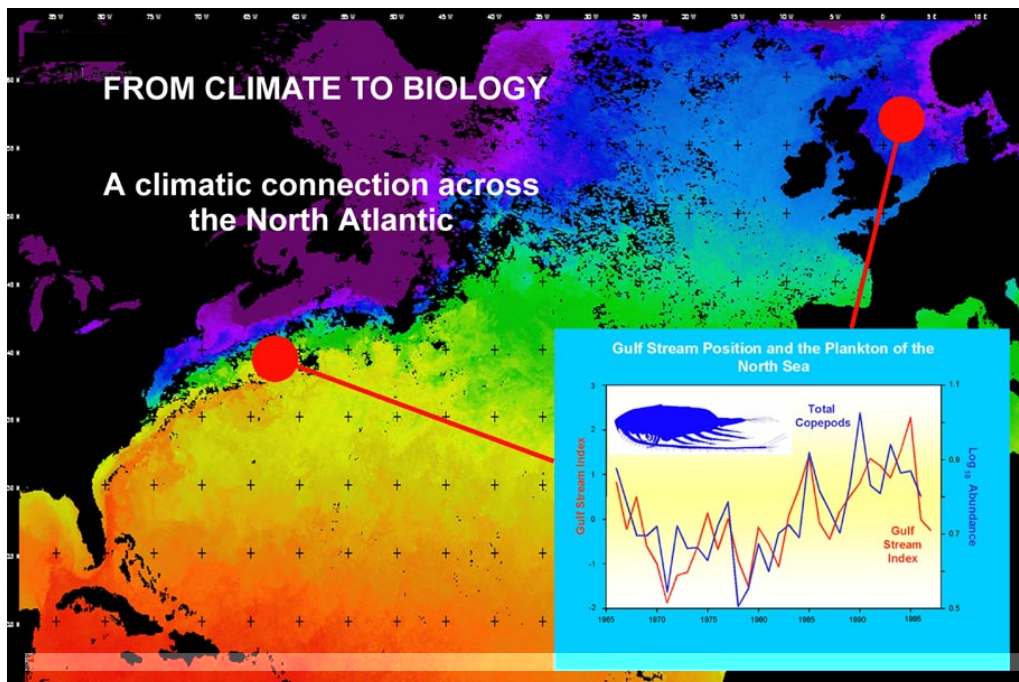 FROM CLIMATE TO BIOLOGY
A climatic connection across
the North Atlantic
Gulf Stream Position and the Plankton of the
North Sea
Total
Copepods
Gulf
Stream
Index
Gulf Stream Index
Log 10 Abundance
3
2
1
0
-1
-2
1.1
0.9
0.7
0.5
1965
1970
1975
1980
1985
1990
1995